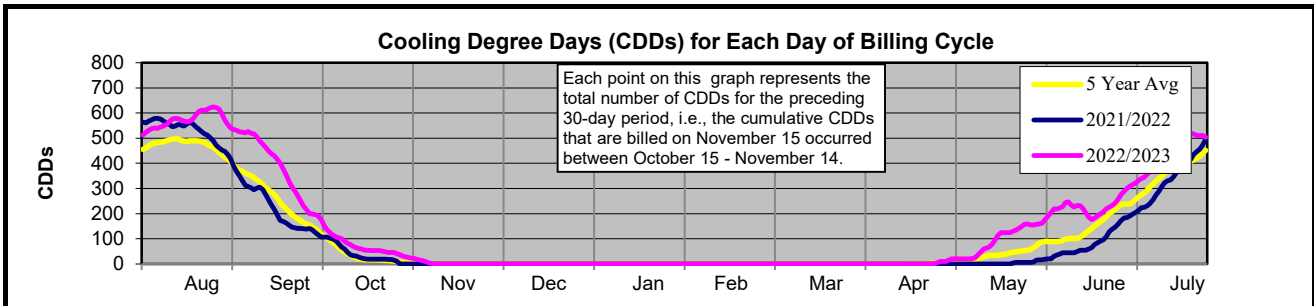 Cooling Degree Days (CDDs) for Each Day of Billing Cycle
800
700
600
500
400
300
200
100
0
CDDs
Each point on this graph represents the
total number of CDDs for the preceding
30-day period, i.e., the cumulative CDDs
that are billed on November 15 occurred
between October 15 - November 14.
5 Year Avg
2021/2022
2022/2023
Aug Sept Oct Nov Dec Jan Feb Mar Apr May June July